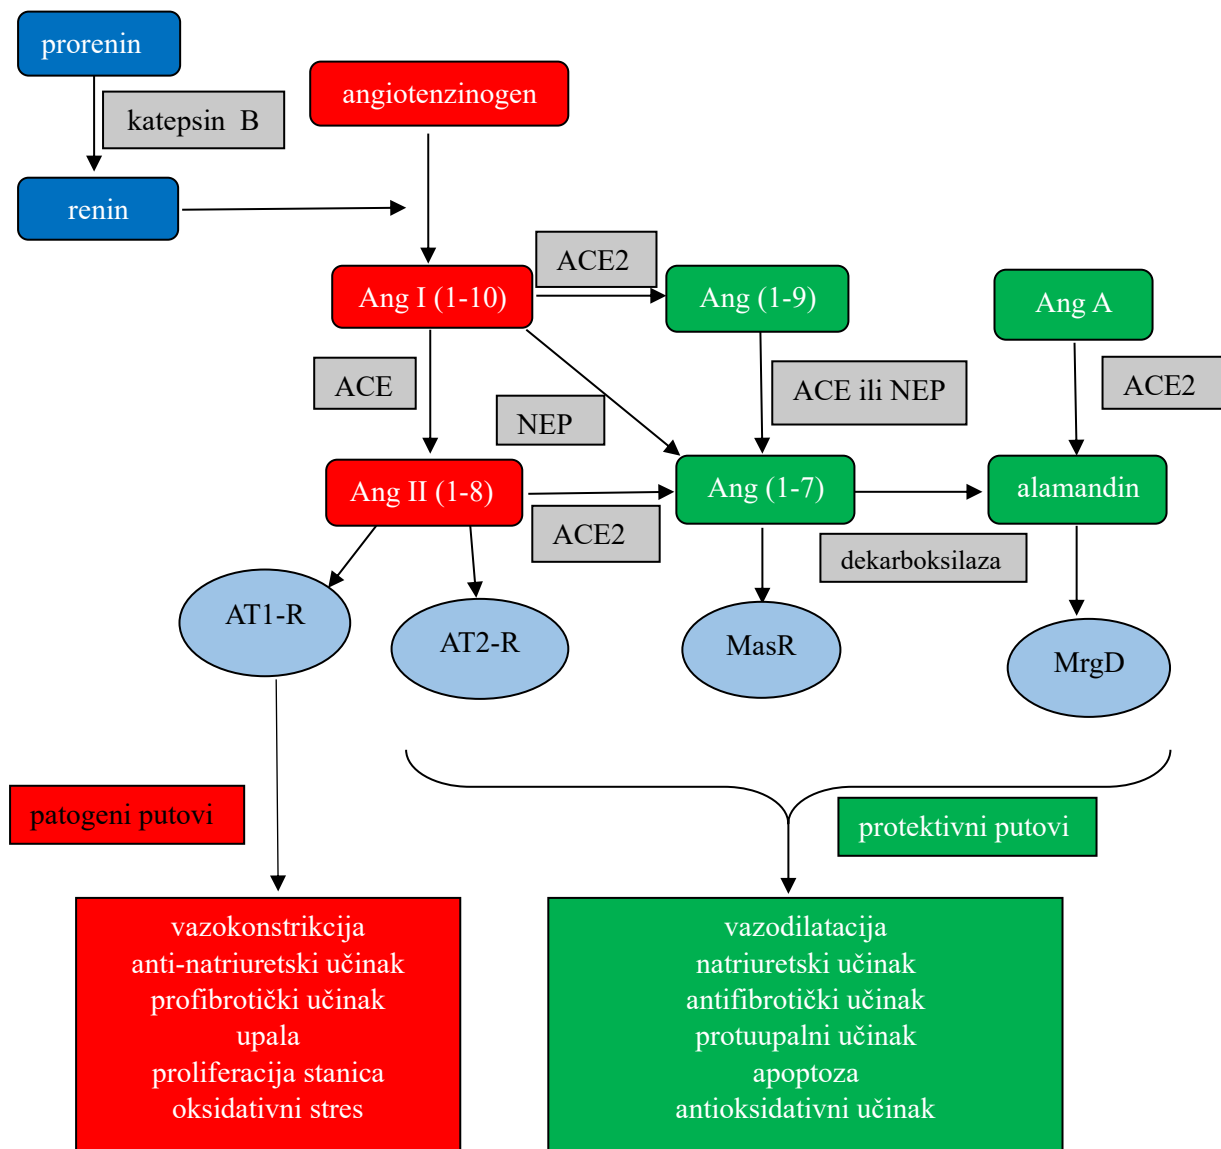 prorenin
angiotenzinogen
katepsin B
renin
ACE2
Ang I (1-10)
Ang (1-9)
Ang A
ACE
NEP
ACE ili NEP
ACE2
Ang II (1-8)
Ang (1-7)
alamandin
ACE2
dekarboksilaza
AT1-R
AT2-R
MasR
MrgD
patogeni putovi
protektivni putovi
vazokonstrikcija
anti-natriuretski učinak
profibrotički učinak
upala
proliferacija stanica
oksidativni stres
vazodilatacija
natriuretski učinak
antifibrotički učinak
protuupalni učinak
apoptoza
antioksidativni učinak